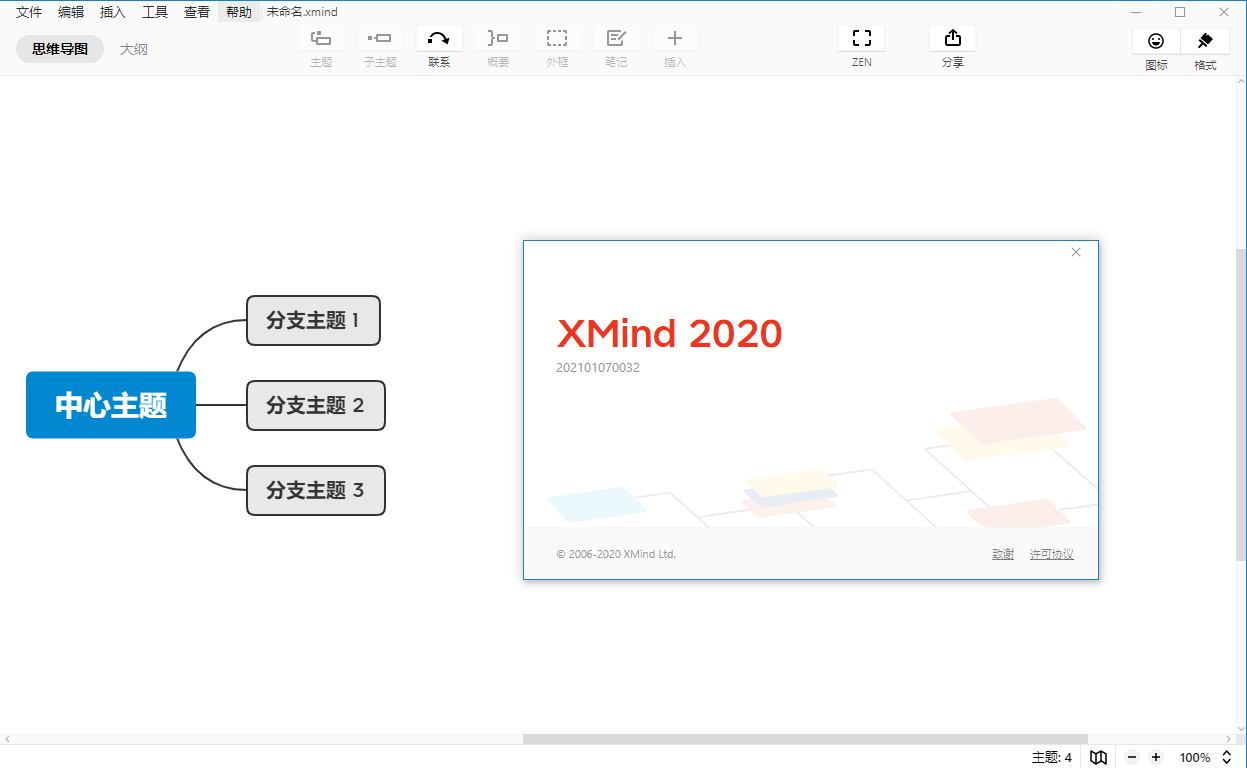 文件 编辑 插入 工具 查看 帮助 未命名.xmind
思维导图 大纲
主题 子主题 联系 概要 外框 笔记 插入 ZEN 分享 图标 格式
XMind 2020
202101070032
分支主题 1
中心主题
分支主题 2
分支主题 3
© 2006-2020 XMind Ltd. 致谢 许可协议
主题: 4 100%